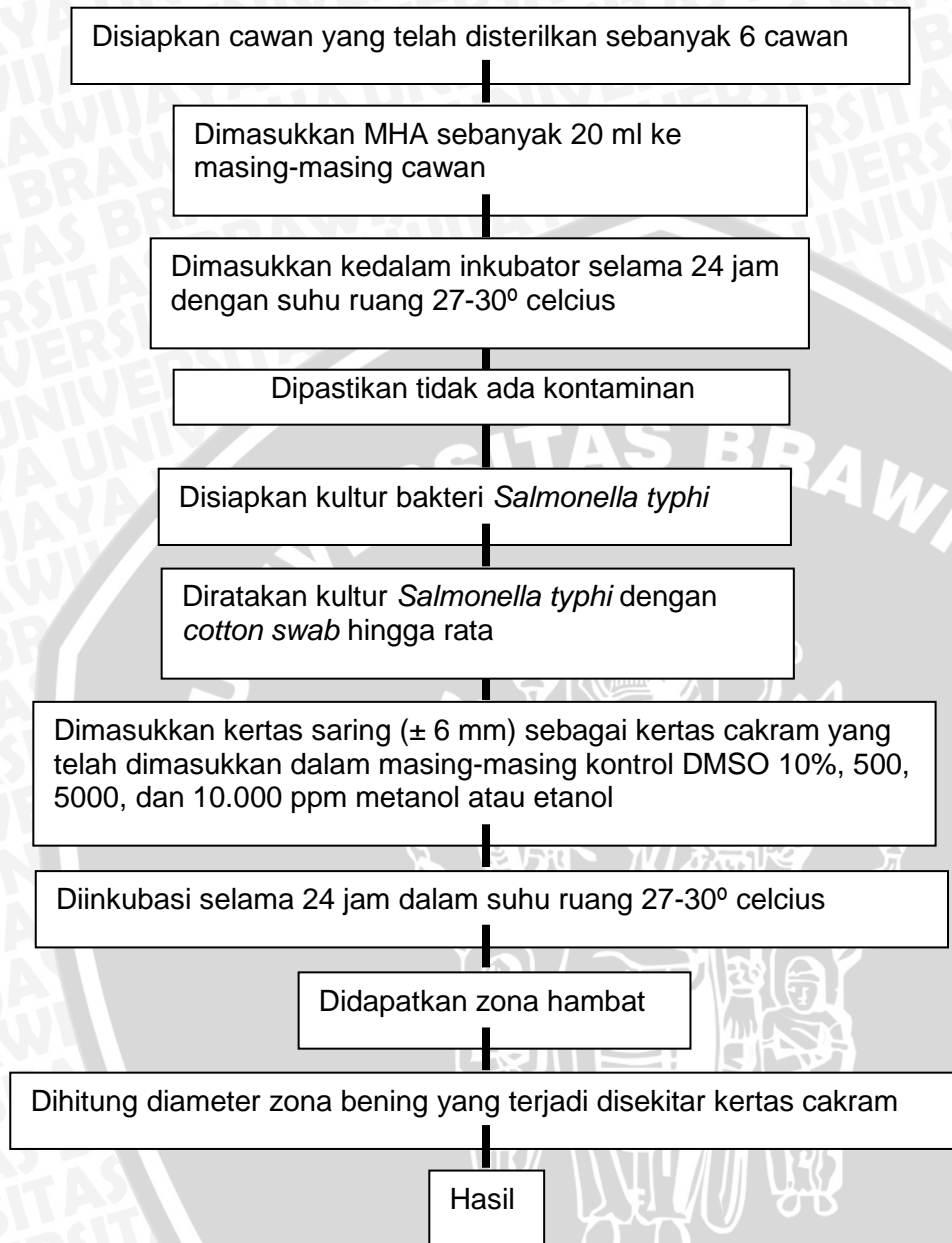 Disiapkan cawan yang telah disterilkan sebanyak 6 cawan
Dimasukkan MHA sebanyak 20 ml ke
masing-masing cawan
Dimasukkan kedalam inkubator selama 24 jam
dengan suhu ruang 27-30º celcius
Dipastikan tidak ada kontaminan
Disiapkan kultur bakteri Salmonella typhi
Diratakan kultur Salmonella typhi dengan
cotton swab hingga rata
Dimasukkan kertas saring (± 6 mm) sebagai kertas cakram yang
telah dimasukkan dalam masing-masing kontrol DMSO 10%, 500,
5000, dan 10.000 ppm metanol atau etanol
Diinkubasi selama 24 jam dalam suhu ruang 27-30º celcius
Didapatkan zona hambat
Dihitung diameter zona bening yang terjadi disekitar kertas cakram
Hasil